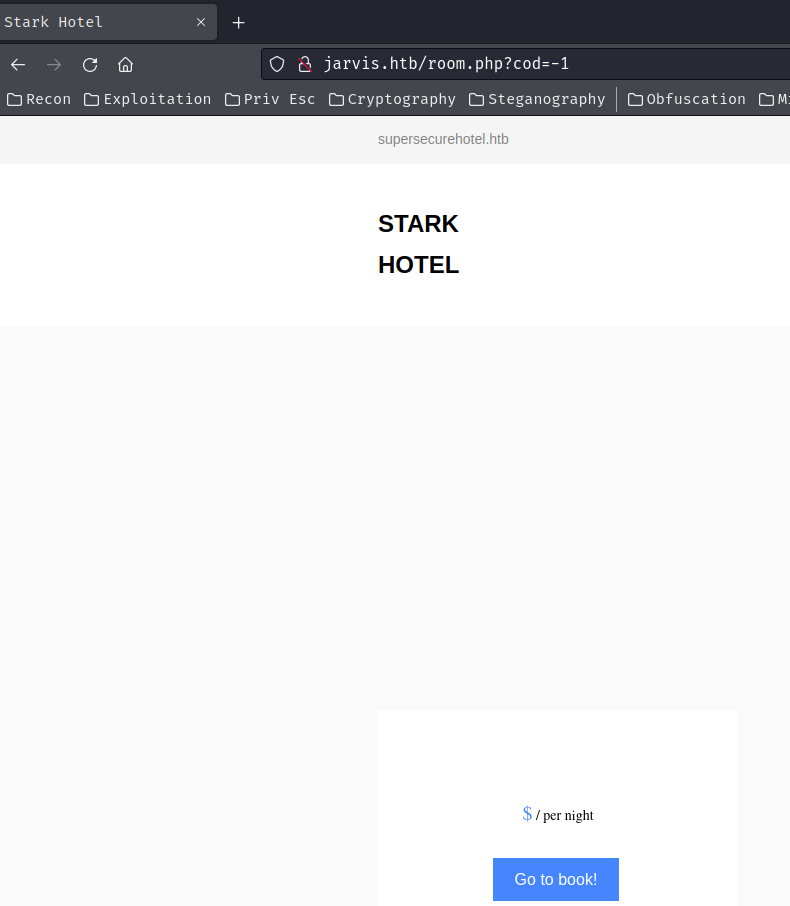 Stark Hotel
jarvis.htb/room.php?cod=-1
Recon Exploitation Priv Esc Cryptography Steganography Obfuscation
supersecurehotel.htb
STARK
HOTEL
$ / per night
Go to book!